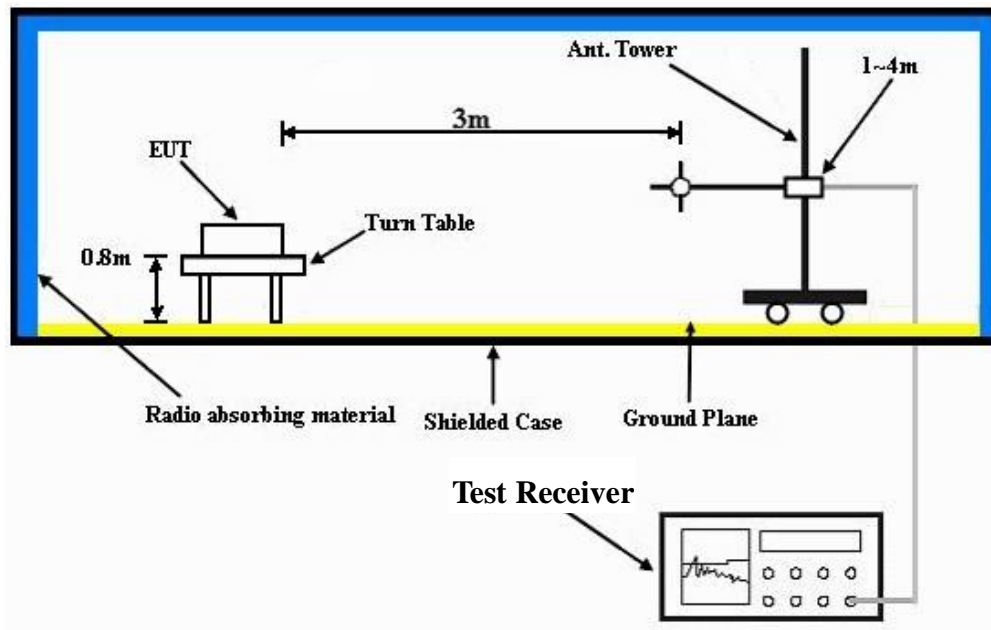 Ant. Tower
1~4m
3m
EUT
Turn Table
0.8m
Radio absorbing material
Shielded Case
Ground Plane
Test Receiver